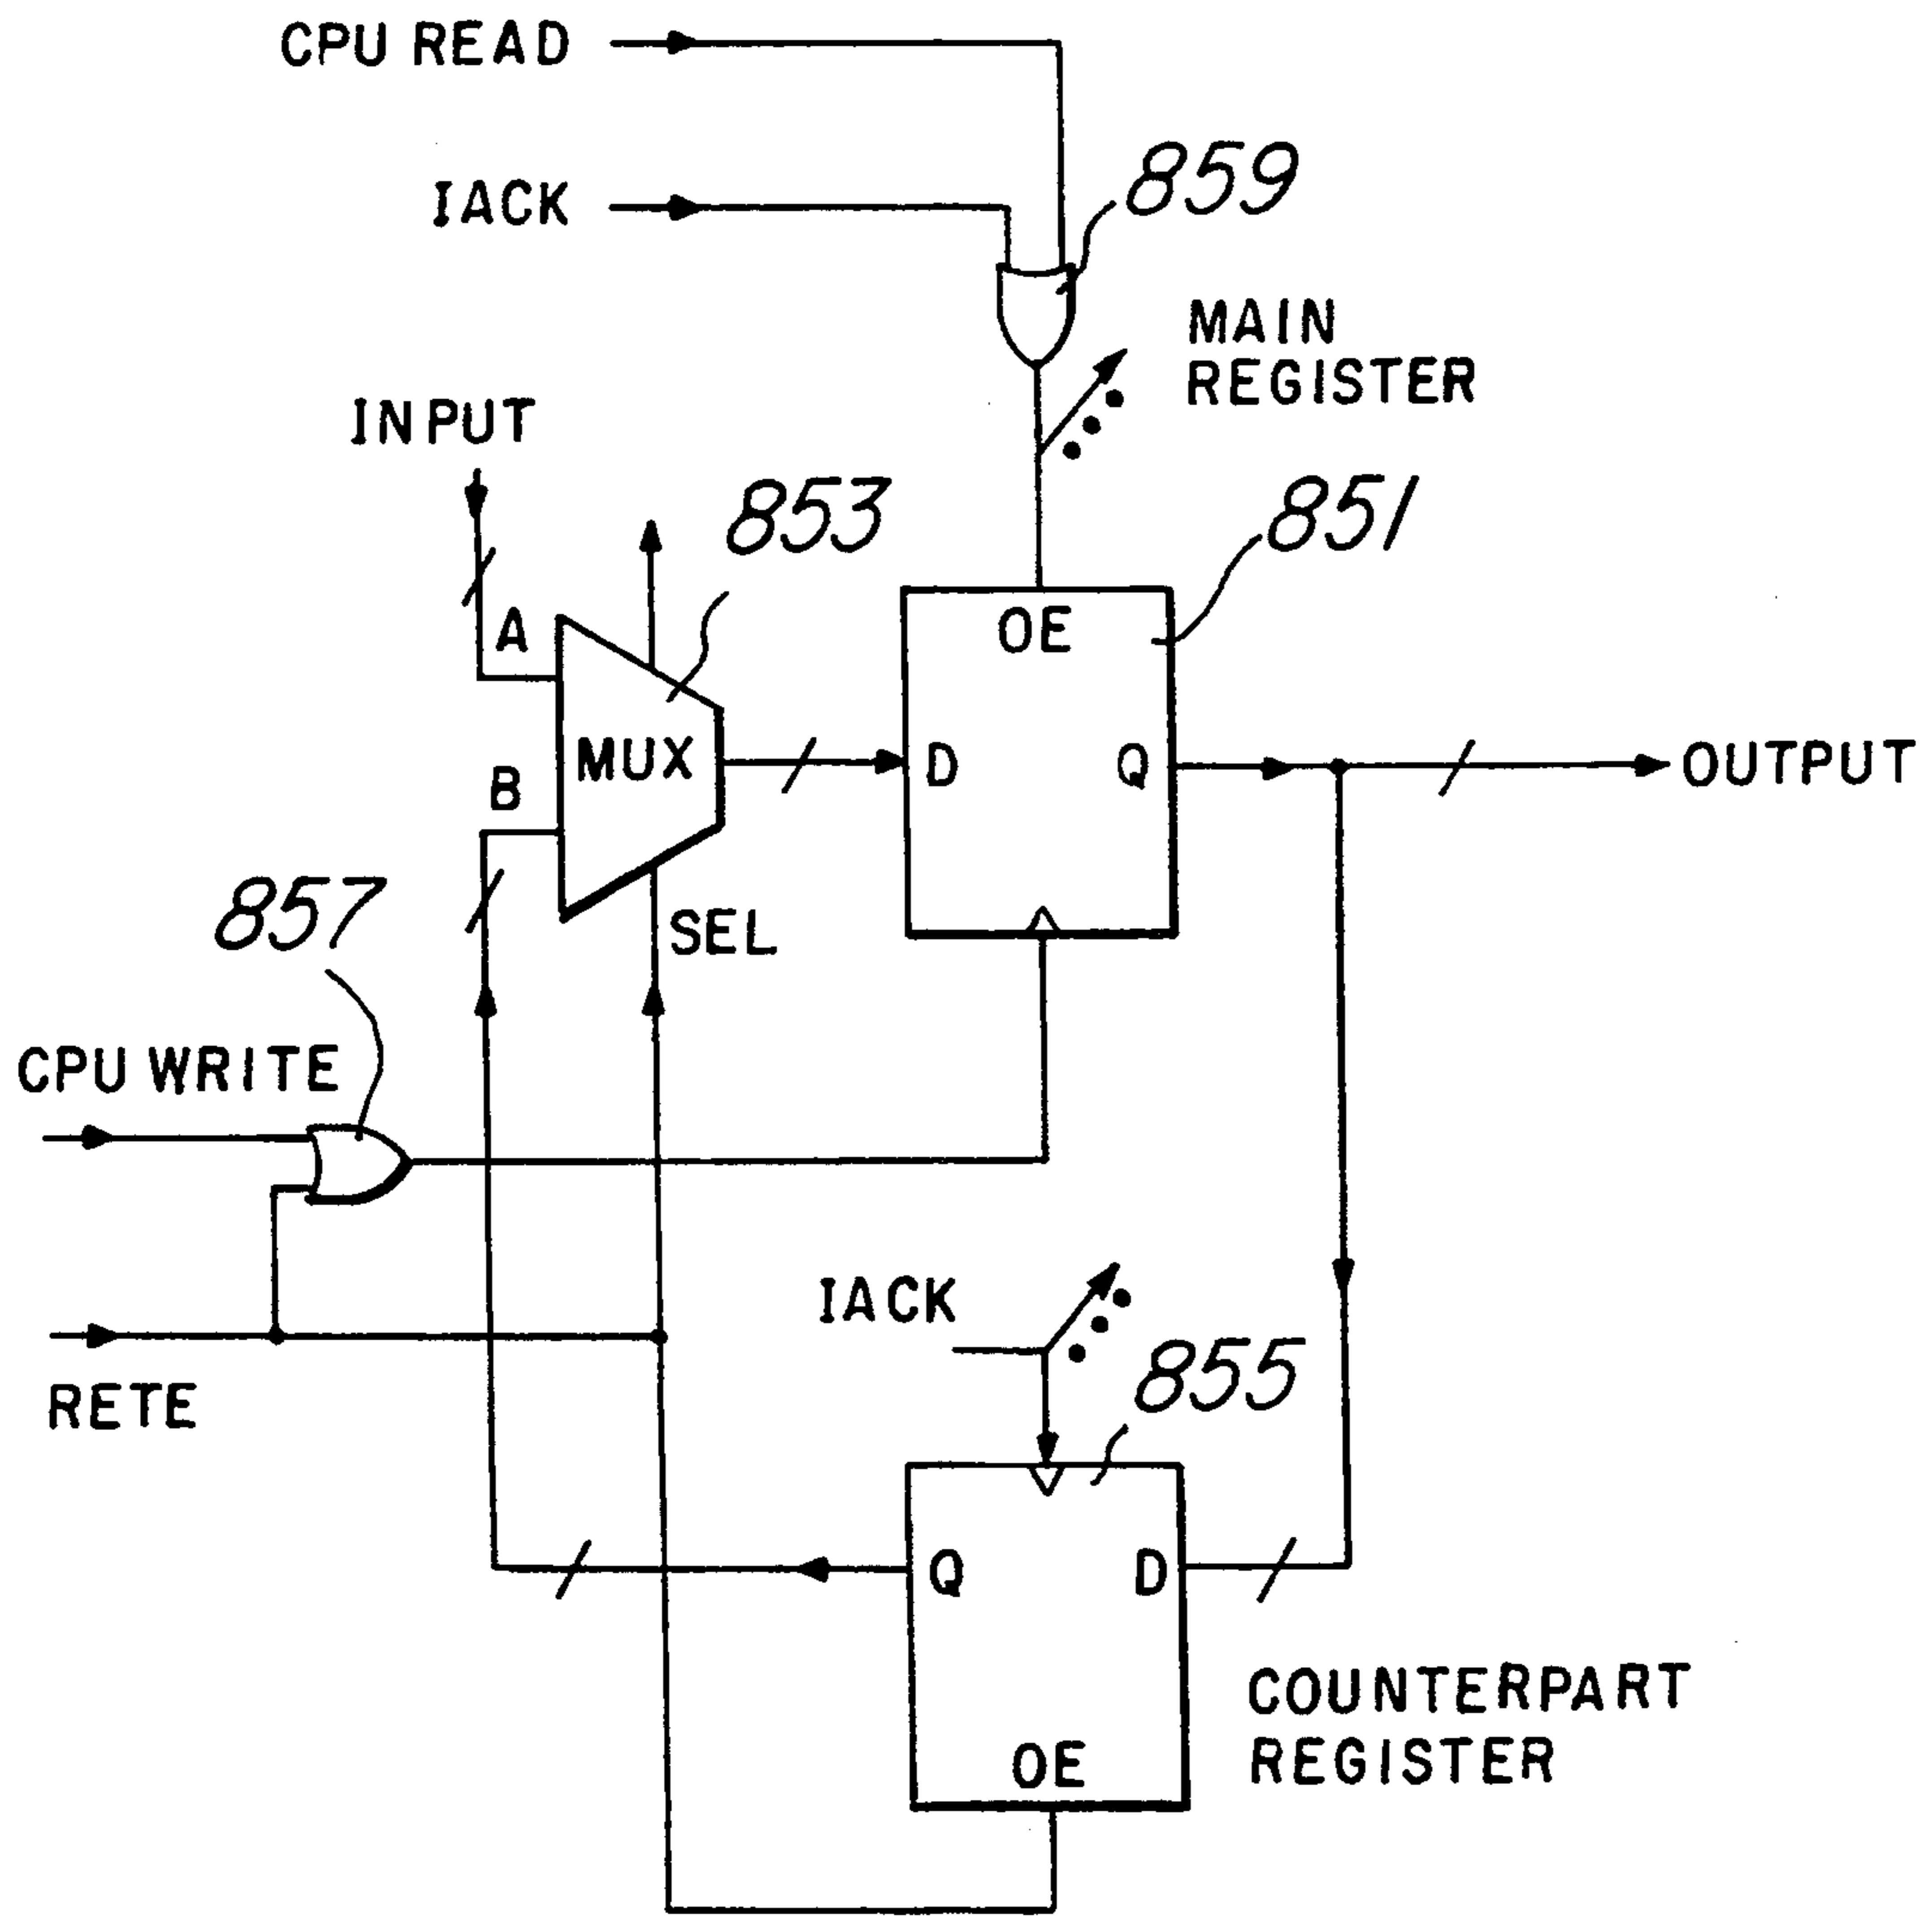 CPU READ
IACK
859
MAIN
REGISTER
INPUT
853
851
A
OE
MUX
D
Q
OUTPUT
B
857
SEL
CPU WRITE
IACK
855
RETE
Q
D
COUNTERPART
REGISTER
OE